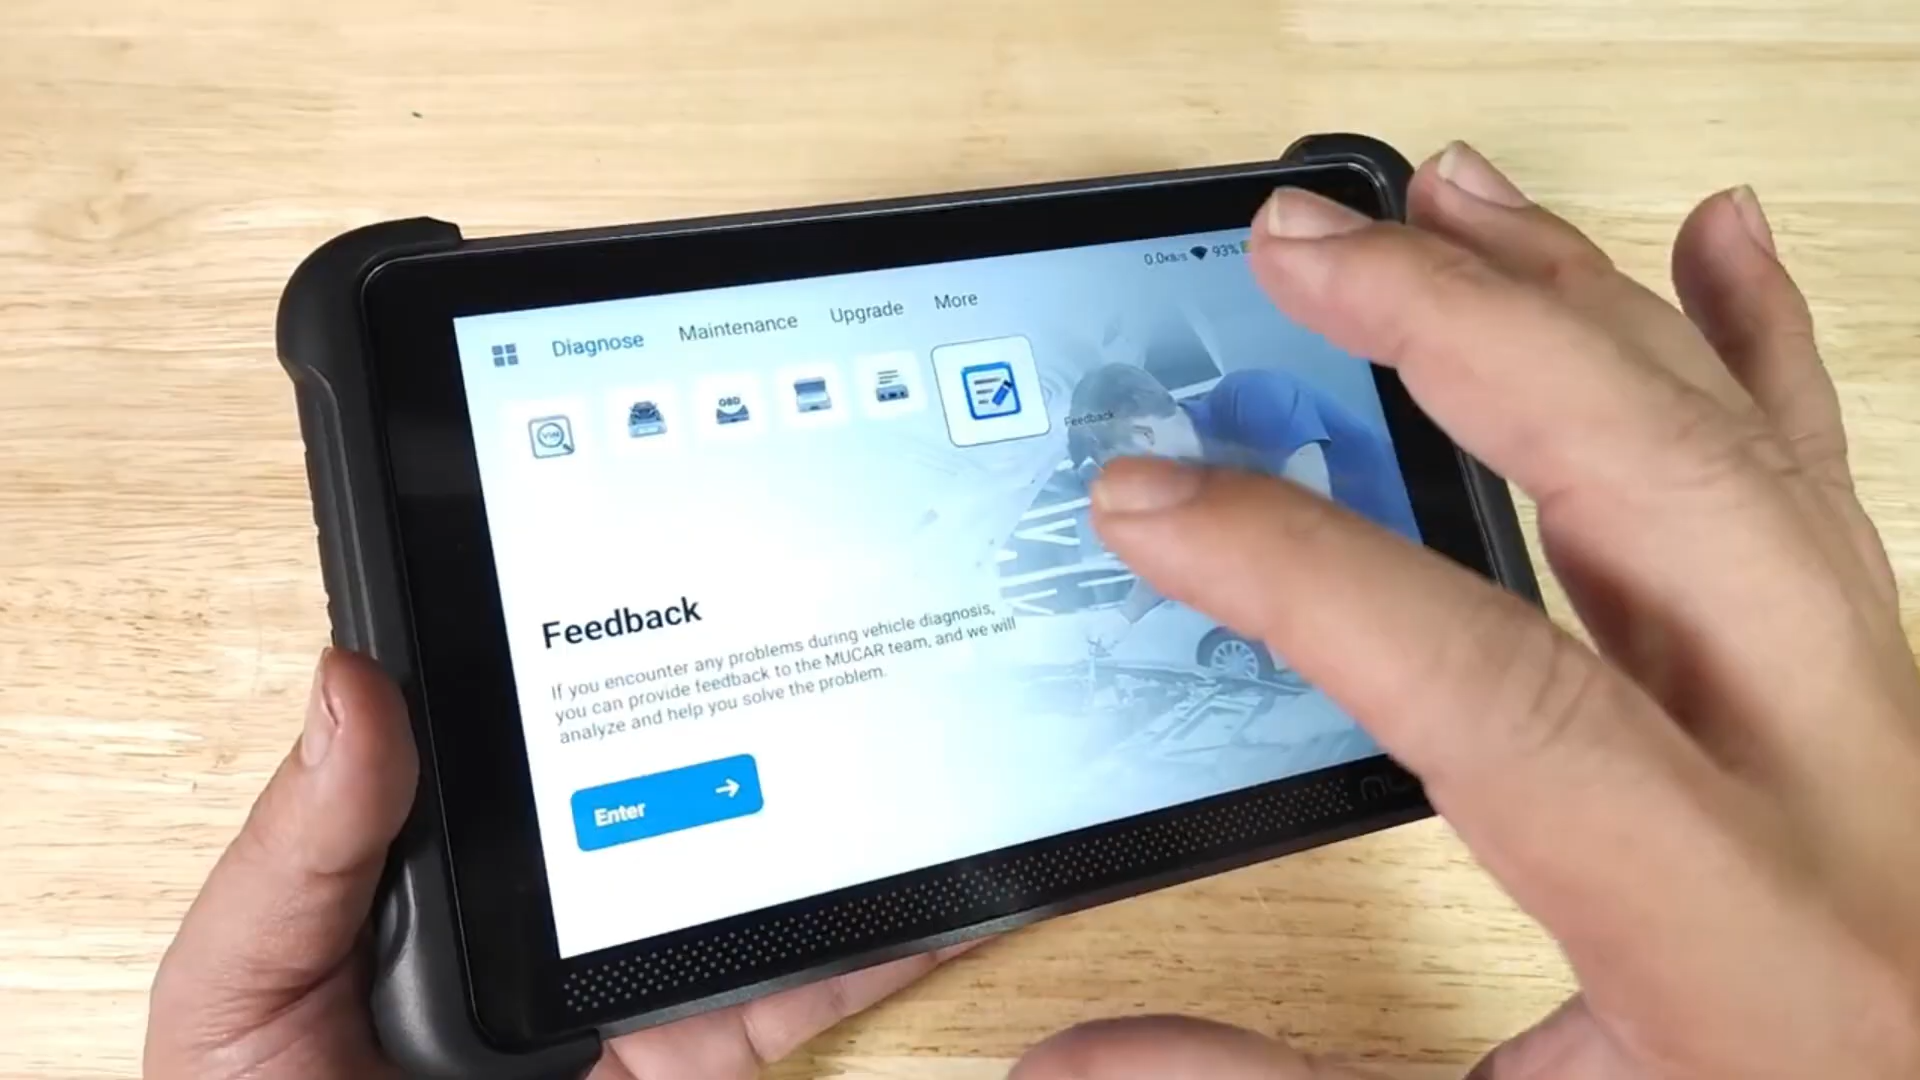 0.0KB/s 93%
Diagnose Maintenance Upgrade More
VIN OBD
Feedback
Feedback
If you encounter any problems during vehicle diagnosis,
you can provide feedback to the MUCAR team, and we will
analyze and help you solve the problem.
Enter